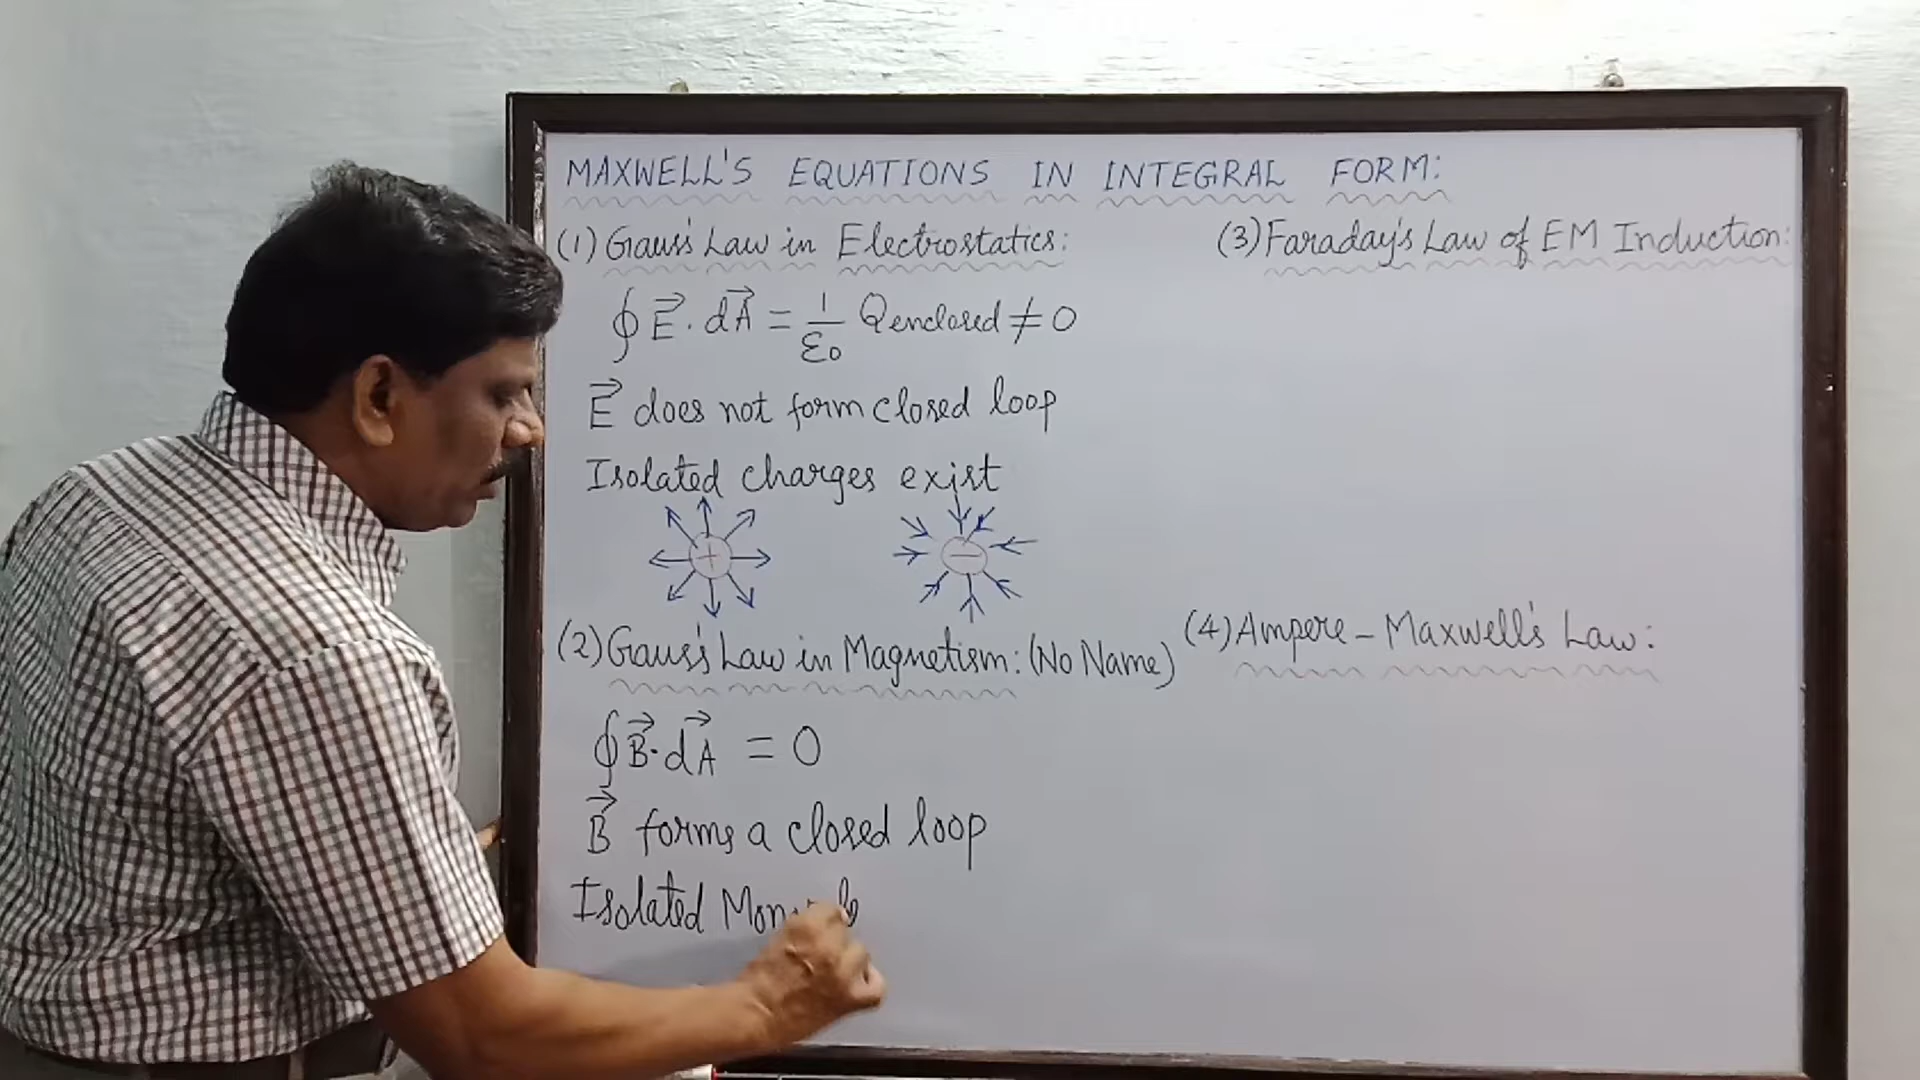 MAXWELL'S EQUATIONS IN INTEGRAL FORM:
(1) Gauss's Law in Electrostatics:
∮ E⃗ · dA⃗ = 1/ε₀ Qenclosed ≠ 0
E⃗ does not form closed loop
Isolated charges exist
+ −
(2) Gauss's Law in Magnetism: (No Name)
∮ B⃗ · dA⃗ = 0
B⃗ forms a closed loop
Isolated
(3) Faraday's Law of EM Induction:
(4) Ampere - Maxwell's Law: